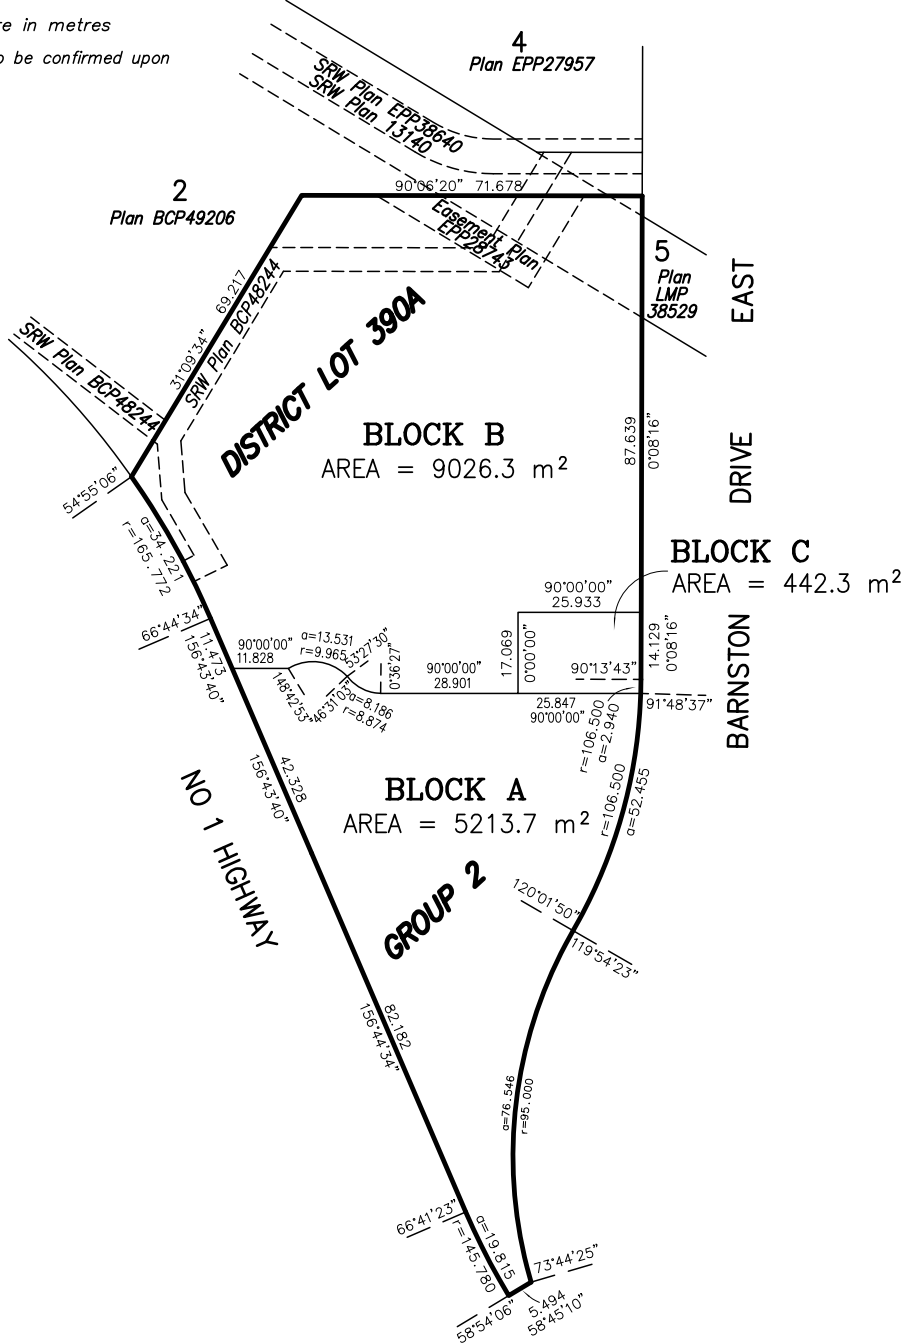 re in metres
o be confirmed upon
4
Plan EPP27957
SRW Plan EPP38640
SRW Plan 13140
90°06'20" 71.678
2
Plan BCP49206
Easement Plan
EPP28743
5
Plan
LMP
38529
EAST
69.217
31°09'34"
SRW Plan BCP48244
SRW Plan BCP48244
DISTRICT LOT 390A
BLOCK B
AREA = 9026.3 m²
87.639
0°08'16"
DRIVE
54°55'06"
a=34.221
r=165.772
BLOCK C
AREA = 442.3 m²
90°00'00"
25.933
66°44'34"
11.473
156°43'40"
90°00'00"
11.828
a=13.531
r=9.965
53°27'30"
0°36'27"
148°42'53"
46°31'03"
a=8.186
r=8.874
90°00'00"
28.901
17.069
0°00'00"
90°13'43"
14.129
0°08'16"
BARNSTON
25.847
90°00'00"
91°48'37"
r=106.500
a=2.940
42.328
156°43'40"
BLOCK A
AREA = 5213.7 m²
r=106.500
a=52.455
NO 1 HIGHWAY
GROUP 2
120°01'50"
119°54'23"
82.182
156°44'34"
a=76.546
r=95.000
66°41'23"
a=19.815
r=145.780
73°44'25"
5.494
58°45'10"
58°54'06"